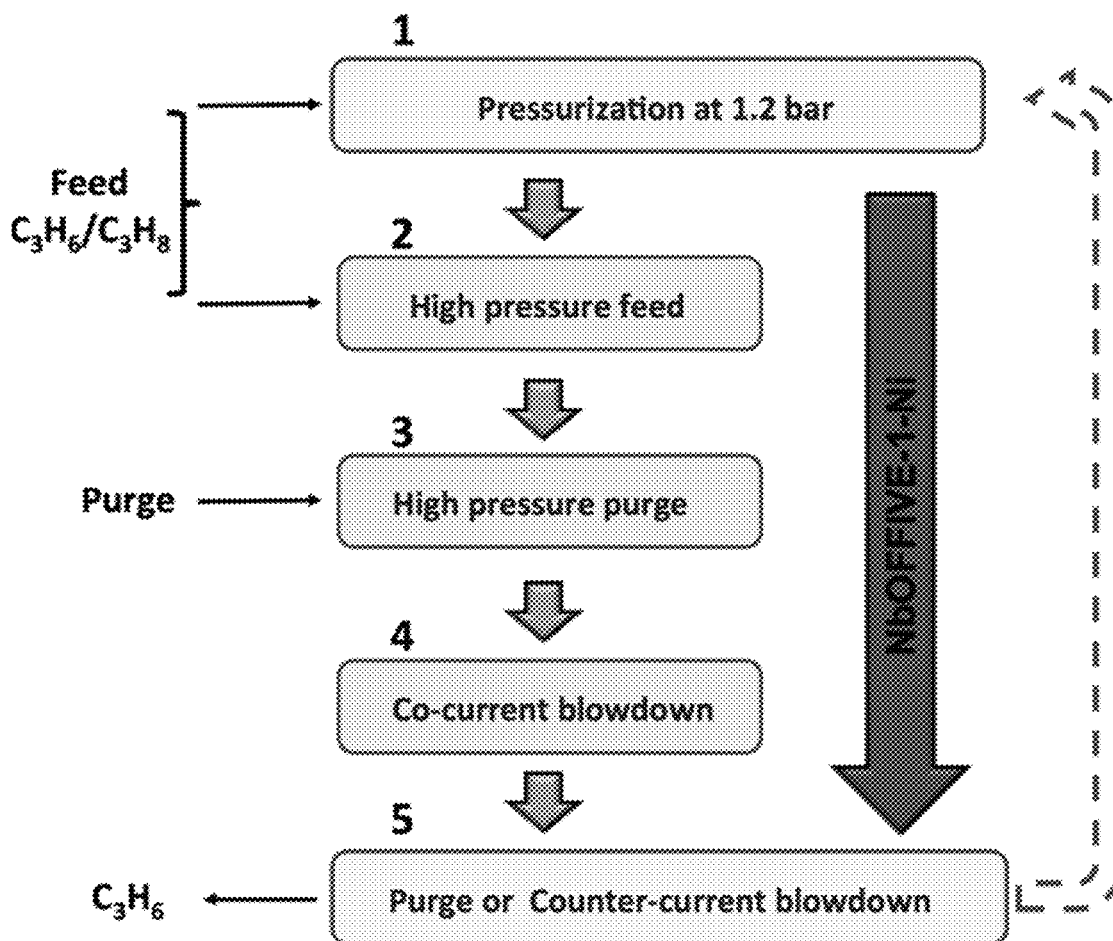 1
Pressurization at 1.2 bar
Feed
C₃H₆/C₃H₈
2
High pressure feed
3
Purge
High pressure purge
NbOFFIVE-1-NI
4
Co-current blowdown
5
C₃H₆
Purge or Counter-current blowdown